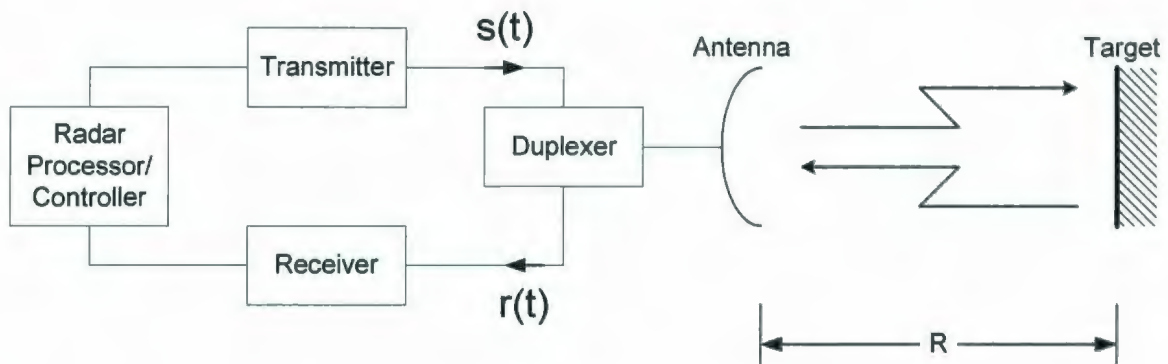 s(t)
Antenna
Target
Transmitter
Radar
Processor/
Controller
Duplexer
Receiver
r(t)
R